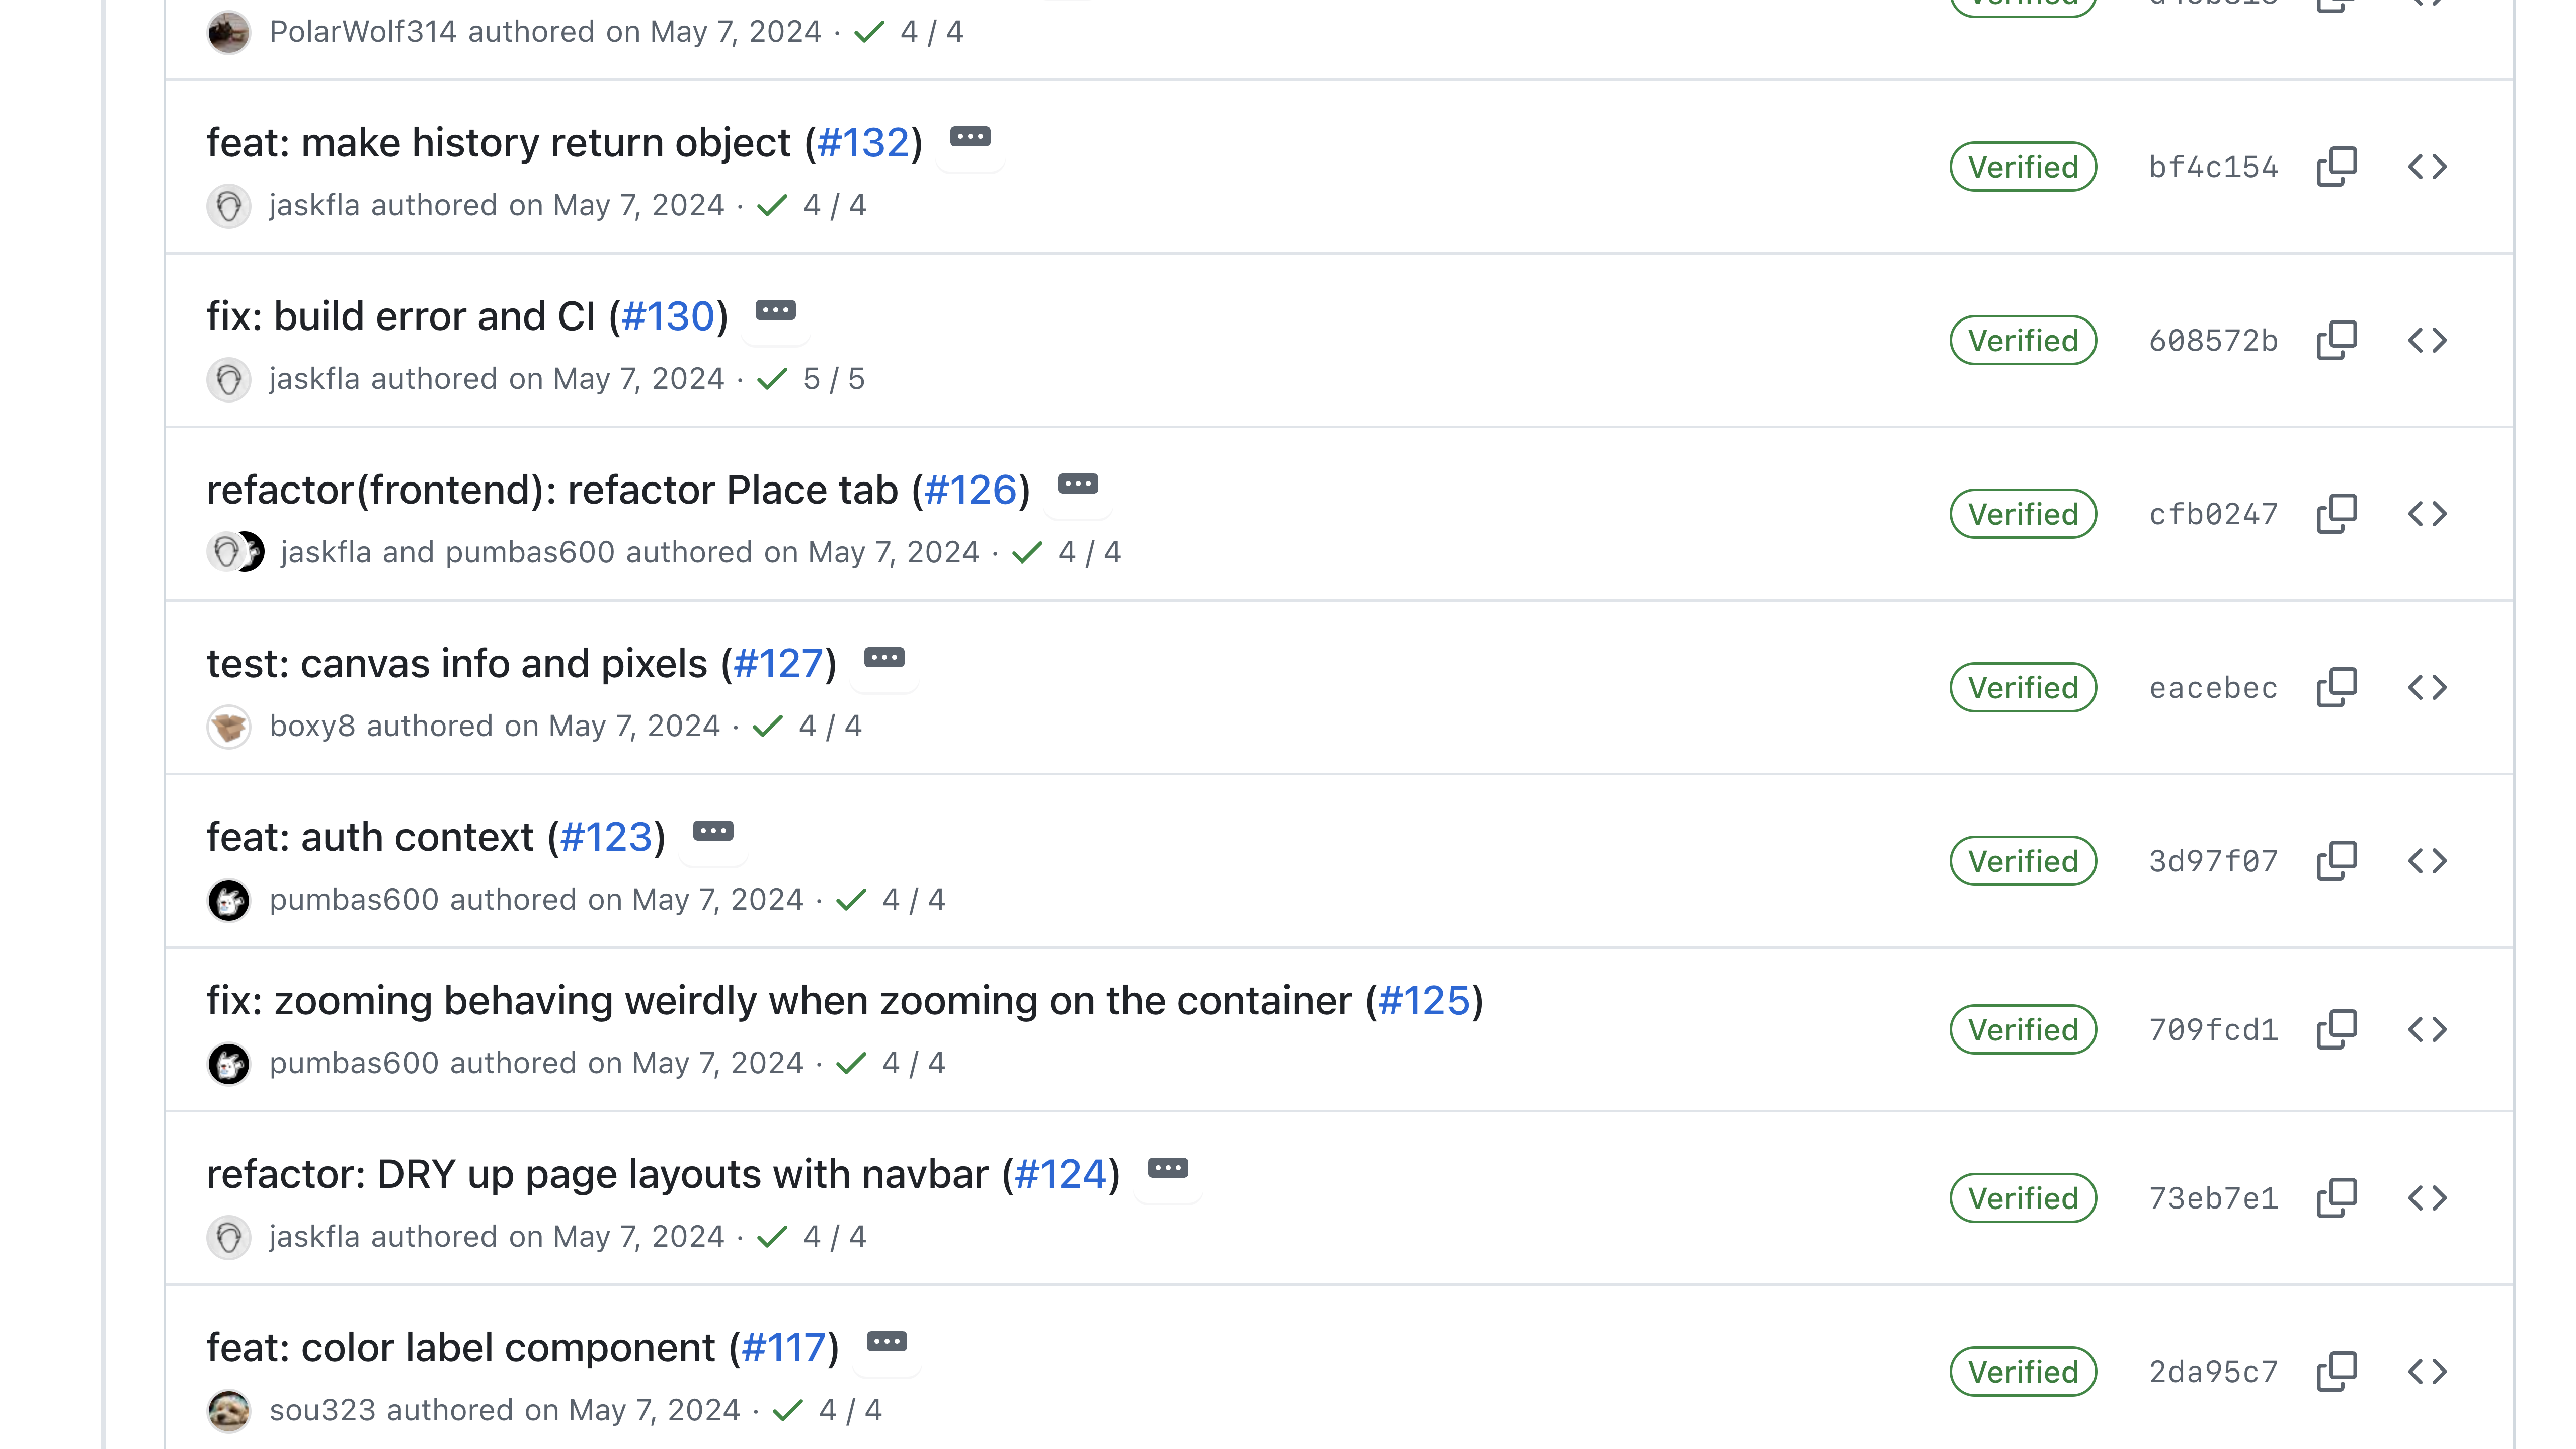 PolarWolf314 authored on May 7, 2024 · 4 / 4
Verified
feat: make history return object (#132)
Verified bf4c154
jaskfla authored on May 7, 2024 · 4 / 4
fix: build error and CI (#130)
Verified 608572b
jaskfla authored on May 7, 2024 · 5 / 5
refactor(frontend): refactor Place tab (#126)
Verified cfb0247
jaskfla and pumbas600 authored on May 7, 2024 · 4 / 4
test: canvas info and pixels (#127)
Verified eacebec
boxy8 authored on May 7, 2024 · 4 / 4
feat: auth context (#123)
Verified 3d97f07
pumbas600 authored on May 7, 2024 · 4 / 4
fix: zooming behaving weirdly when zooming on the container (#125)
Verified 709fcd1
pumbas600 authored on May 7, 2024 · 4 / 4
refactor: DRY up page layouts with navbar (#124)
Verified 73eb7e1
jaskfla authored on May 7, 2024 · 4 / 4
feat: color label component (#117)
Verified 2da95c7
sou323 authored on May 7, 2024 · 4 / 4